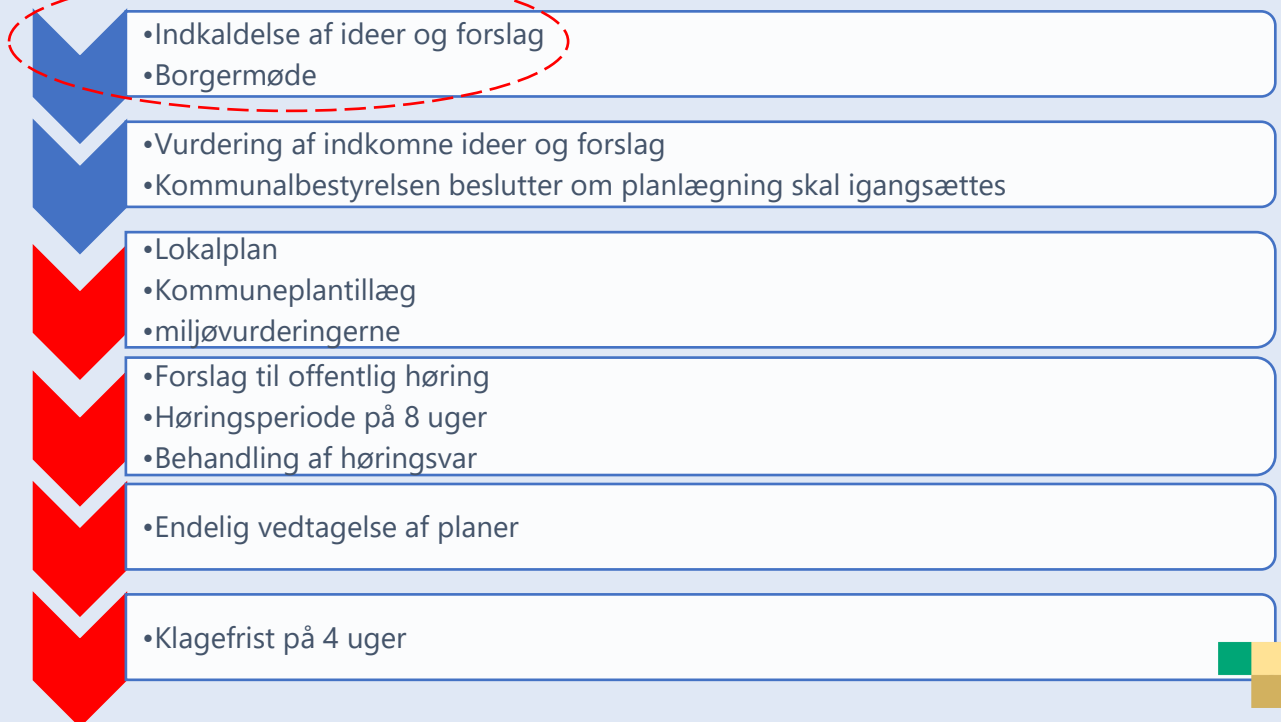 •Indkaldelse af ideer og forslag
•Borgermøde
•Vurdering af indkomne ideer og forslag
•Kommunalbestyrelsen beslutter om planlægning skal igangsættes
•Lokalplan
•Kommuneplantillæg
•miljøvurderingerne
•Forslag til offentlig høring
•Høringsperiode på 8 uger
•Behandling af høringsvar
•Endelig vedtagelse af planer
•Klagefrist på 4 uger